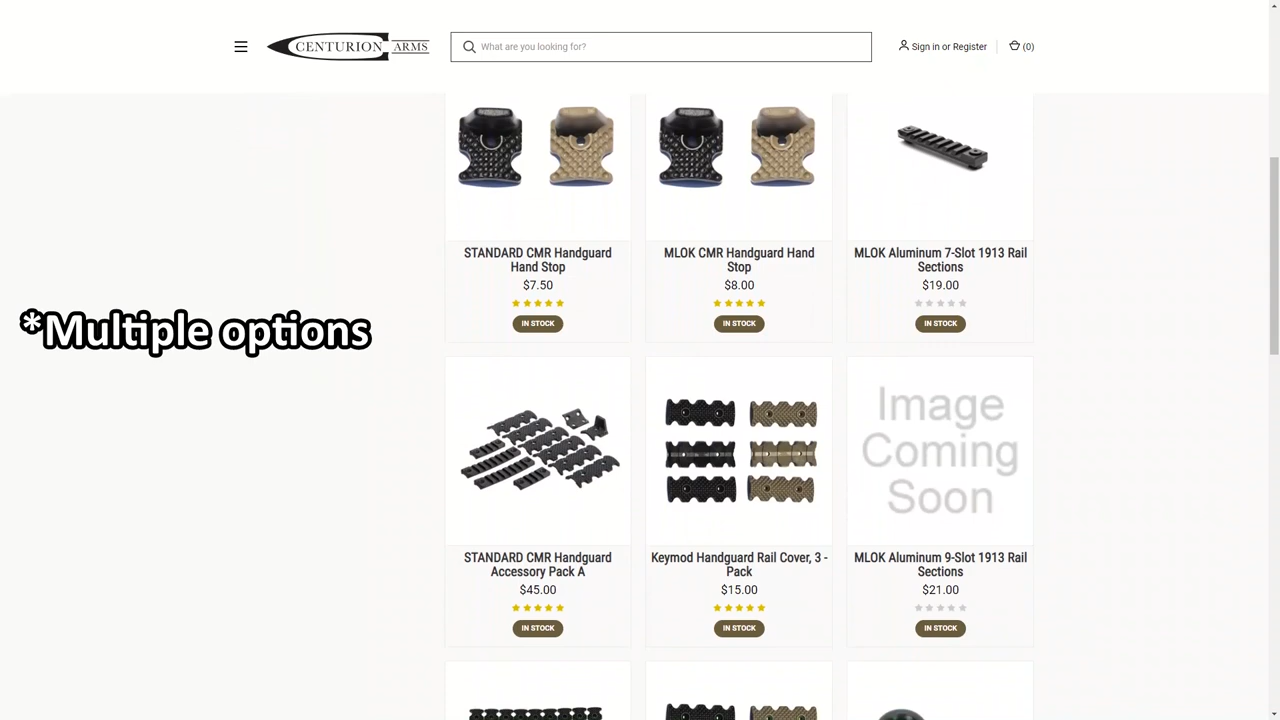 CENTURION ARMS
What are you looking for?
Sign in or Register
(0)
STANDARD CMR Handguard
Hand Stop
$7.50
IN STOCK
MLOK CMR Handguard Hand
Stop
$8.00
IN STOCK
MLOK Aluminum 7-Slot 1913 Rail
Sections
$19.00
IN STOCK
*Multiple options
STANDARD CMR Handguard
Accessory Pack A
$45.00
IN STOCK
Keymod Handguard Rail Cover, 3 -
Pack
$15.00
IN STOCK
Image
Coming
Soon
MLOK Aluminum 9-Slot 1913 Rail
Sections
$21.00
IN STOCK